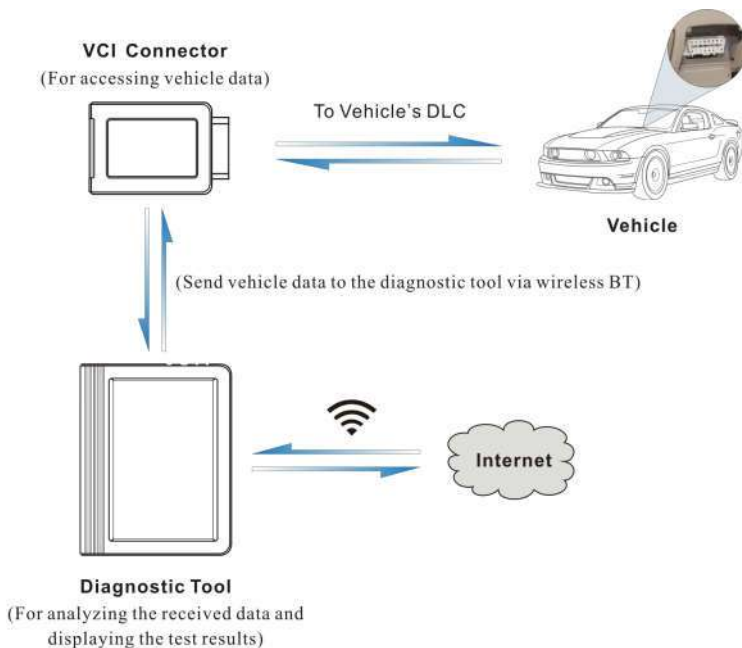 VCI Connector
(For accessing vehicle data)
To Vehicle's DLC
Vehicle
(Send vehicle data to the diagnostic tool via wireless BT)
Internet
Diagnostic Tool
(For analyzing the received data and
displaying the test results)